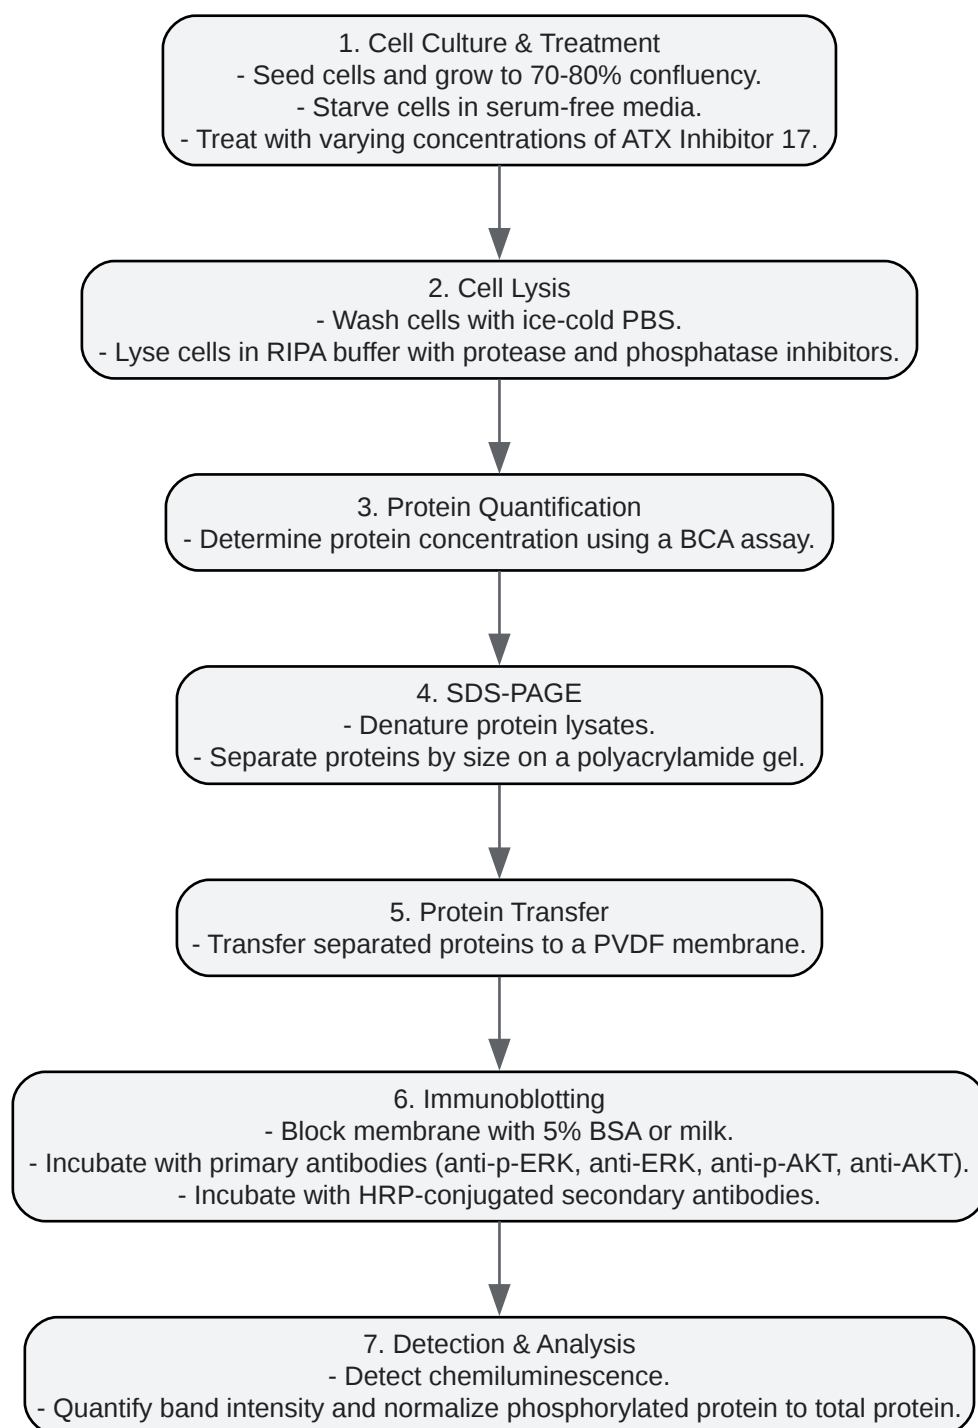 1. Cell Culture & Treatment
- Seed cells and grow to 70-80% confluency.
- Starve cells in serum-free media.
- Treat with varying concentrations of ATX Inhibitor 17.
2. Cell Lysis
- Wash cells with ice-cold PBS.
- Lyse cells in RIPA buffer with protease and phosphatase inhibitors.
3. Protein Quantification
- Determine protein concentration using a BCA assay.
4. SDS-PAGE
- Denature protein lysates.
- Separate proteins by size on a polyacrylamide gel.
5. Protein Transfer
- Transfer separated proteins to a PVDF membrane.
6. Immunoblotting
- Block membrane with 5% BSA or milk.
- Incubate with primary antibodies (anti-p-ERK, anti-ERK, anti-p-AKT, anti-AKT).
- Incubate with HRP-conjugated secondary antibodies.
7. Detection & Analysis
- Detect chemiluminescence.
- Quantify band intensity and normalize phosphorylated protein to total protein.